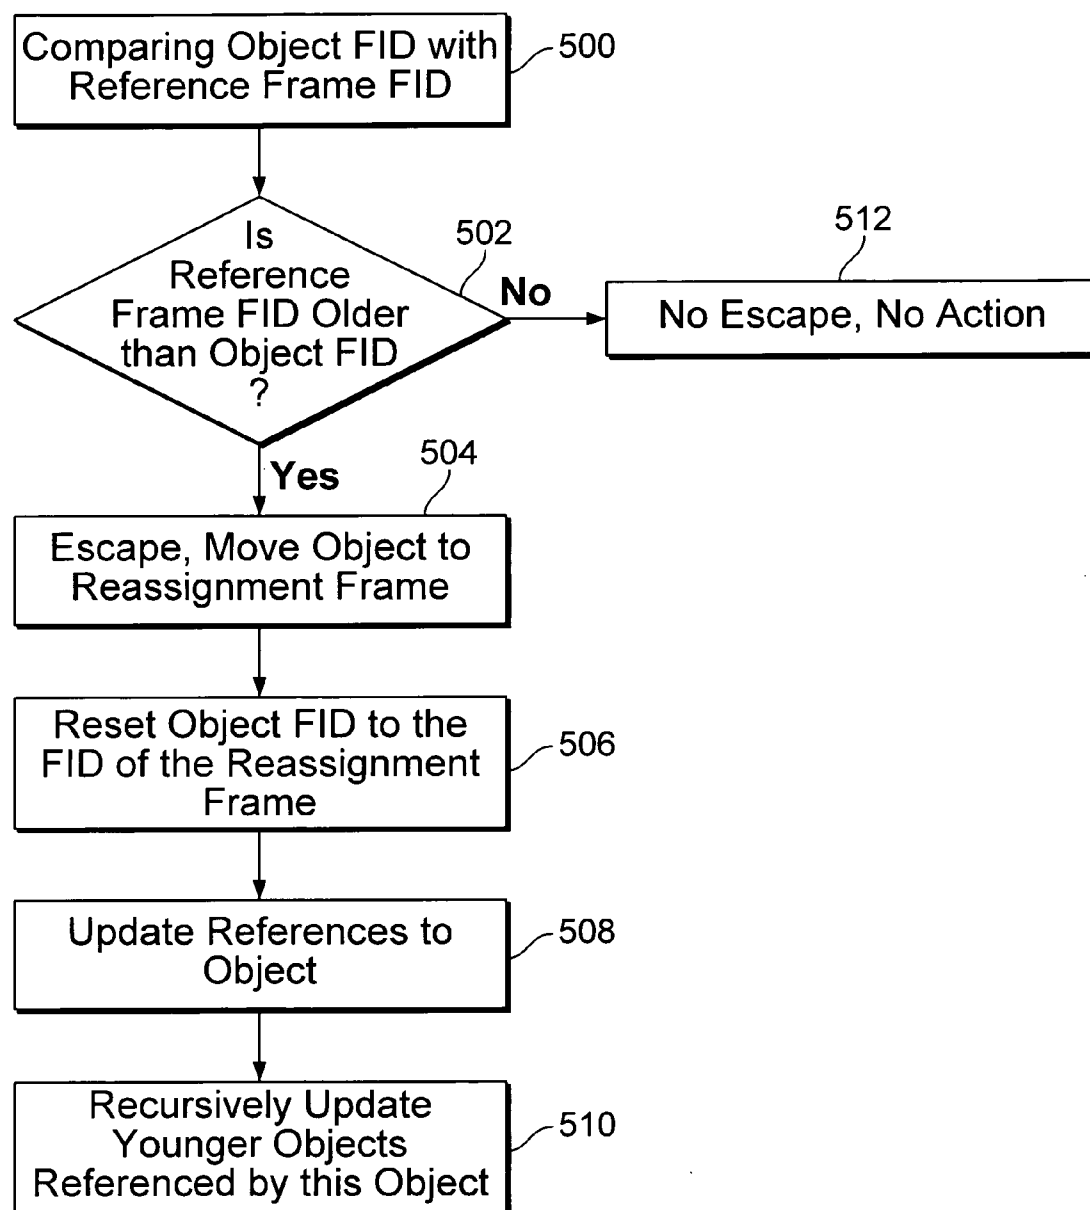 Comparing Object FID with
Reference Frame FID
500
Is
Reference
Frame FID Older
than Object FID
?
502
No
512
No Escape, No Action
Yes
504
Escape, Move Object to
Reassignment Frame
Reset Object FID to the
FID of the Reassignment
Frame
506
Update References to
Object
508
Recursively Update
Younger Objects
Referenced by this Object
510